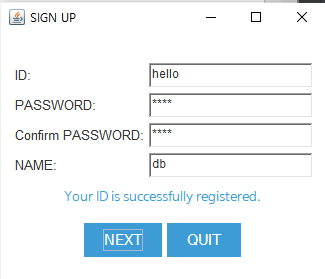 SIGN UP
ID: hello
PASSWORD: ****
Confirm PASSWORD: ****
NAME: db
Your ID is successfully registered.
NEXT QUIT